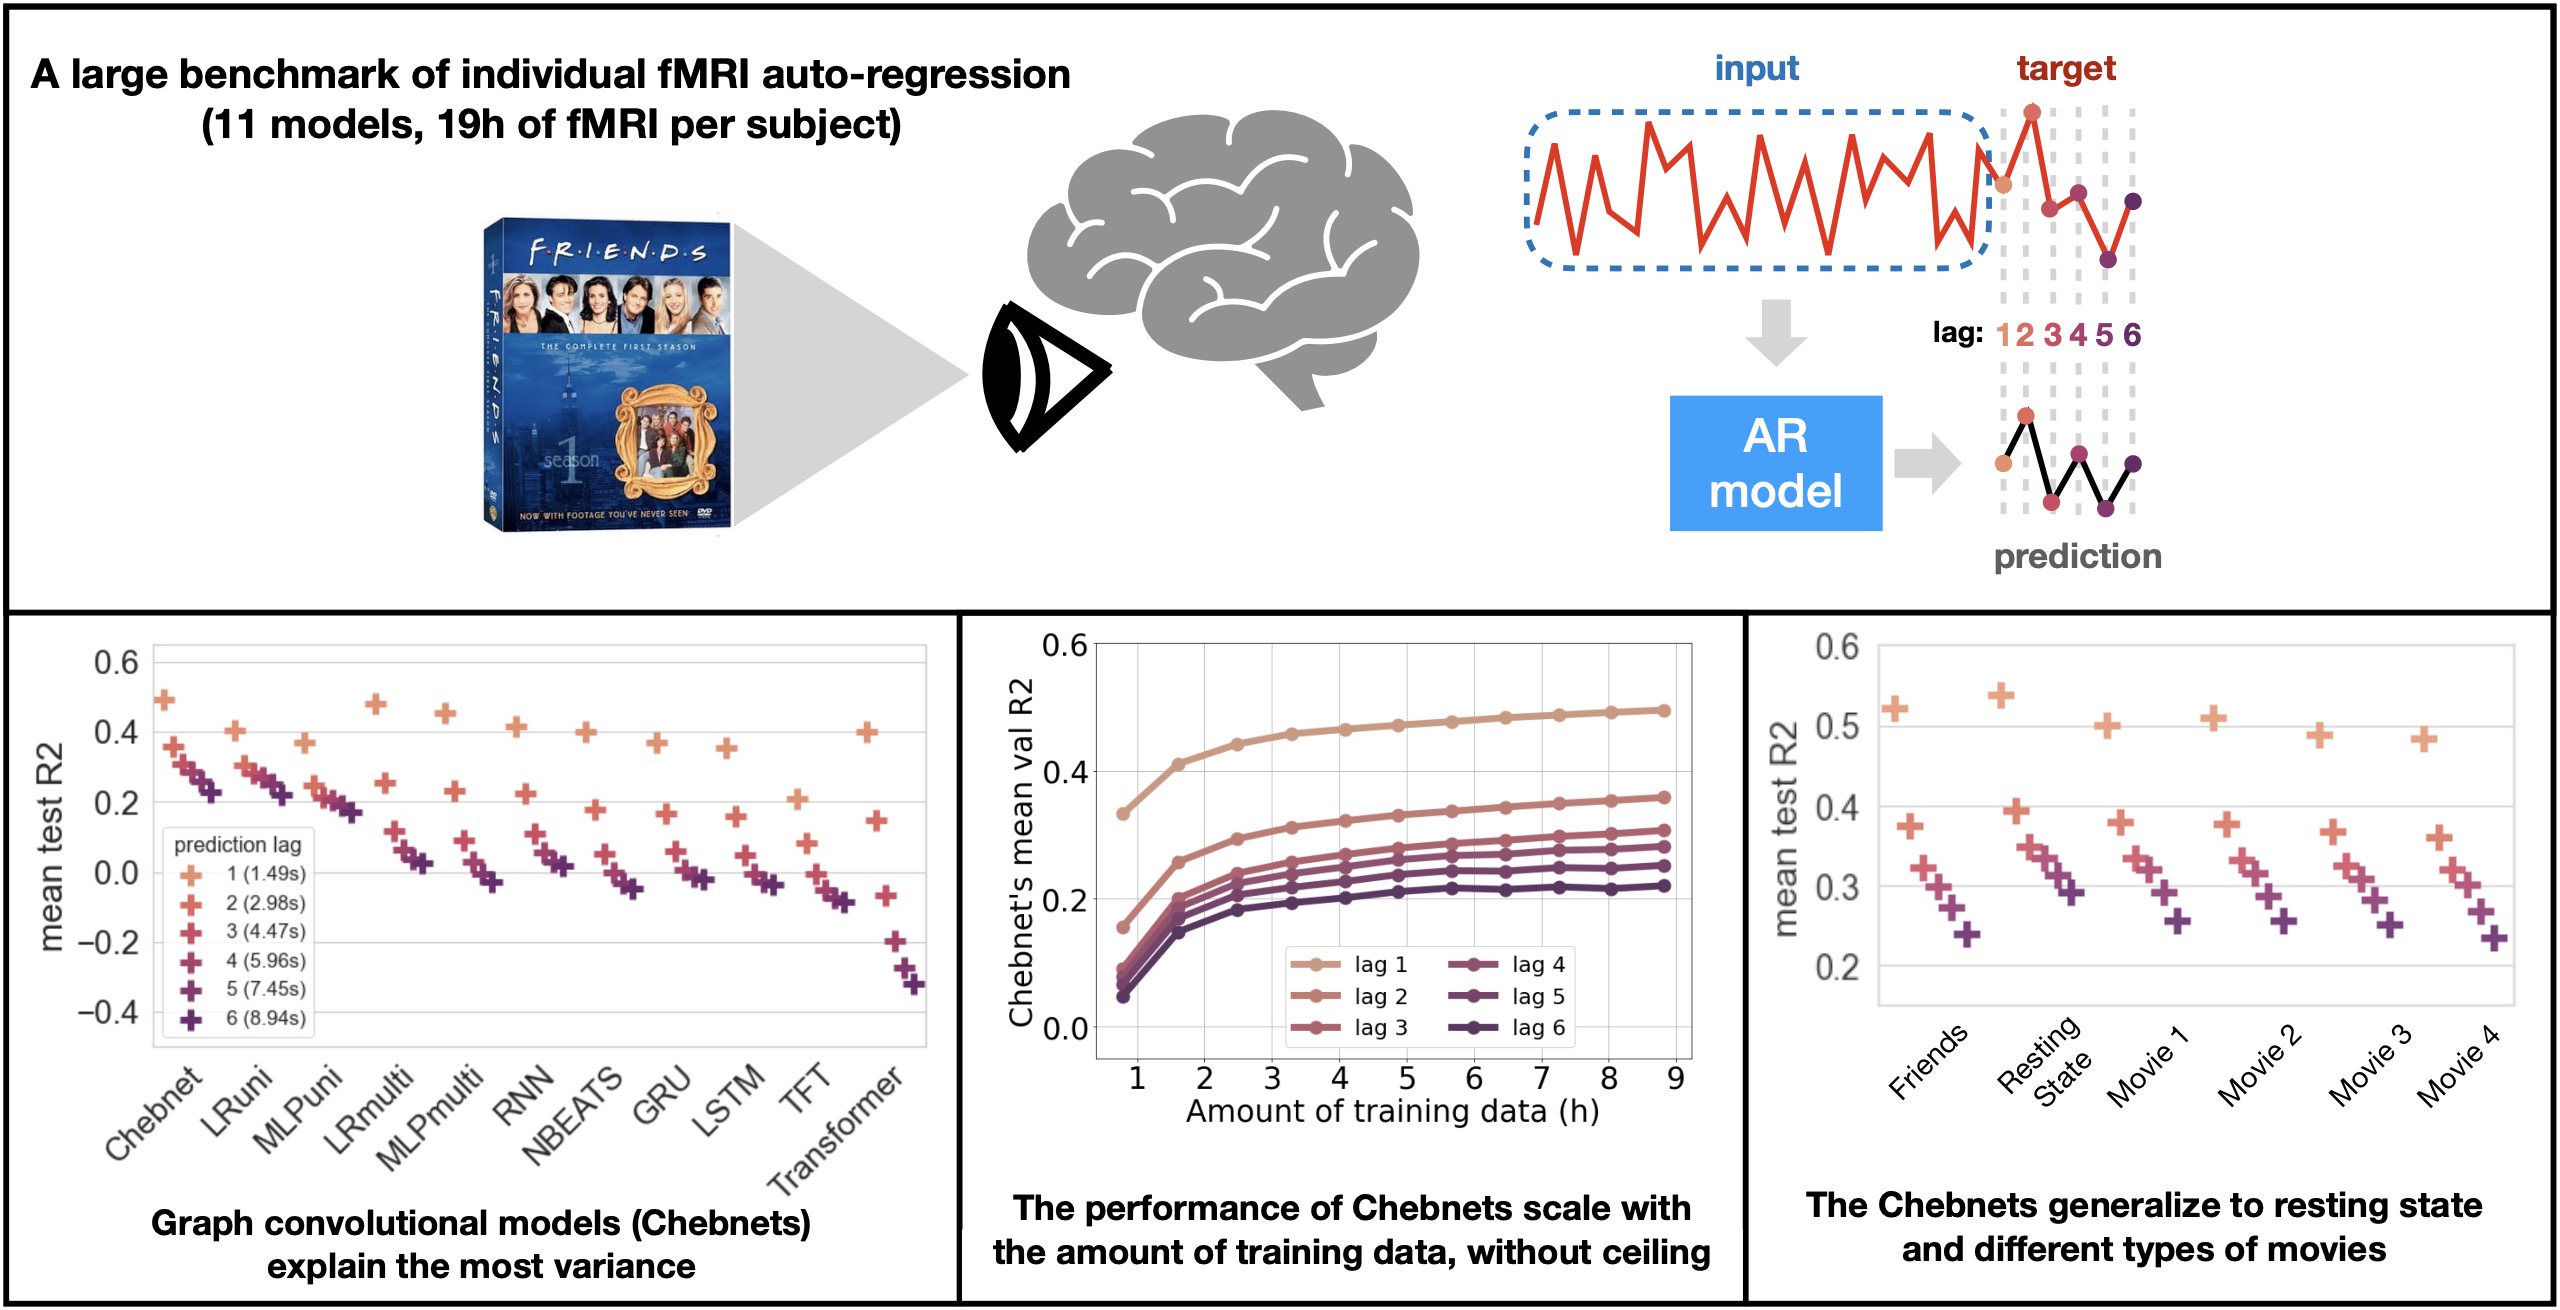 A large benchmark of individual fMRI auto-regression
(11 models, 19h of fMRI per subject)
F·R·I·E·N·D·S
THE COMPLETE FIRST SEASON
season 1
NOW WITH FOOTAGE YOU'VE NEVER SEEN
DVD
1
F·R·I·E·N·D·S
input
target
lag: 1 2 3 4 5 6
AR
model
prediction
mean test R2
0.6
0.4
0.2
0.0
−0.2
−0.4
prediction lag
1 (1.49s)
2 (2.98s)
3 (4.47s)
4 (5.96s)
5 (7.45s)
6 (8.94s)
Chebnet
LRuni
MLPuni
LRmulti
MLPmulti
RNN
NBEATS
GRU
LSTM
TFT
Transformer
Graph convolutional models (Chebnets)
explain the most variance
Chebnet's mean val R2
0.6
0.4
0.2
0.0
lag 1
lag 2
lag 3
lag 4
lag 5
lag 6
1 2 3 4 5 6 7 8 9
Amount of training data (h)
The performance of Chebnets scale with
the amount of training data, without ceiling
mean test R2
0.6
0.5
0.4
0.3
0.2
Friends
Resting
State
Movie 1
Movie 2
Movie 3
Movie 4
The Chebnets generalize to resting state
and different types of movies